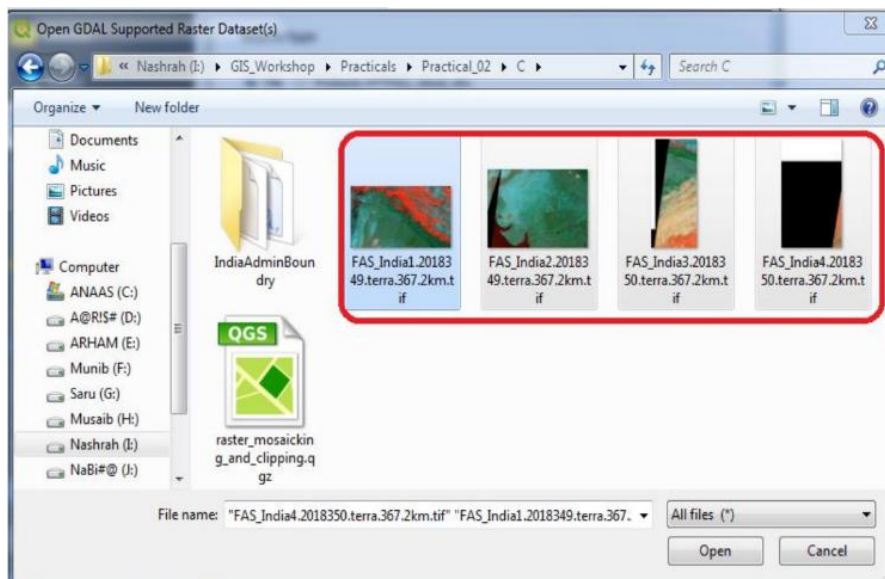 Open GDAL Supported Raster Dataset(s)
« Nashrah (I:) ▸ GIS_Workshop ▸ Practicals ▸ Practical_02 ▸ C ▸
Search C
Organize
New folder
Documents
Music
Pictures
Videos
Computer
ANAAS (C:)
A@R!$# (D:)
ARHAM (E:)
Munib (F:)
Saru (G:)
Musaib (H:)
Nashrah (I:)
NaBi#@ (J:)
IndiaAdminBoun
dry
FAS_India1.20183
49.terra.367.2km.t
if
FAS_India2.20183
49.terra.367.2km.t
if
FAS_India3.20183
50.terra.367.2km.t
if
FAS_India4.20183
50.terra.367.2km.t
if
QGS
raster_mosaickin
g_and_clipping.q
gz
File name: "FAS_India4.2018350.terra.367.2km.tif" "FAS_India1.2018349.terra.367.
All files (*)
Open
Cancel